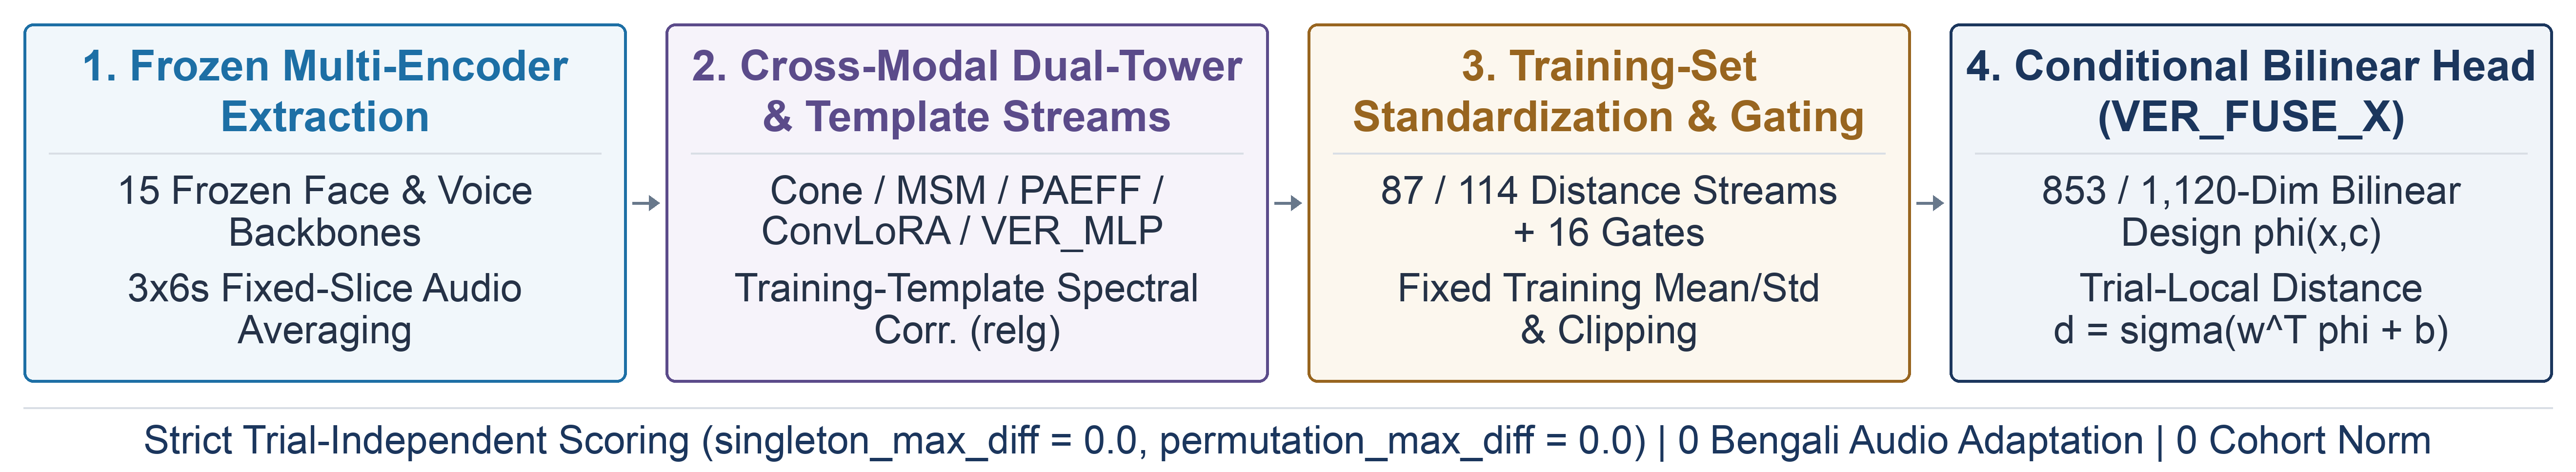 1. Frozen Multi-Encoder
Extraction
15 Frozen Face & Voice
Backbones
3x6s Fixed-Slice Audio
Averaging
2. Cross-Modal Dual-Tower
& Template Streams
Cone / MSM / PAEFF /
ConvLoRA / VER_MLP
Training-Template Spectral
Corr. (relg)
3. Training-Set
Standardization & Gating
87 / 114 Distance Streams
+ 16 Gates
Fixed Training Mean/Std
& Clipping
4. Conditional Bilinear Head
(VER_FUSE_X)
853 / 1,120-Dim Bilinear
Design phi(x,c)
Trial-Local Distance
d = sigma(w^T phi + b)
Strict Trial-Independent Scoring (singleton_max_diff = 0.0, permutation_max_diff = 0.0) | 0 Bengali Audio Adaptation | 0 Cohort Norm